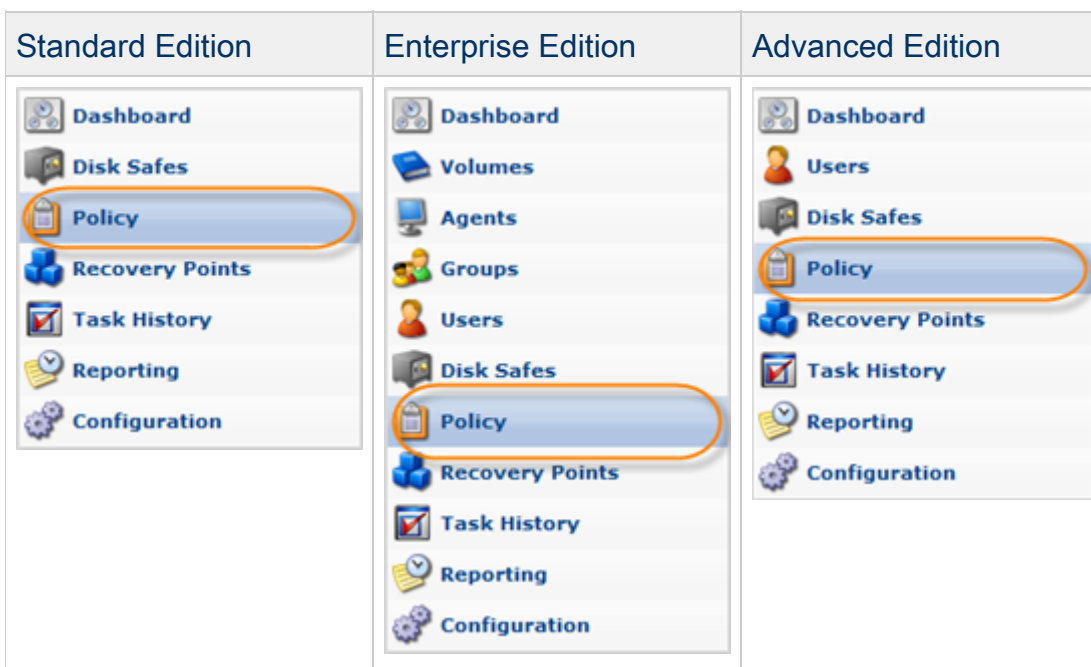 Standard Edition
Enterprise Edition
Advanced Edition
Dashboard
Disk Safes
Policy
Recovery Points
Task History
Reporting
Configuration
Dashboard
Volumes
Agents
Groups
Users
Disk Safes
Policy
Recovery Points
Task History
Reporting
Configuration
Dashboard
Users
Disk Safes
Policy
Recovery Points
Task History
Reporting
Configuration